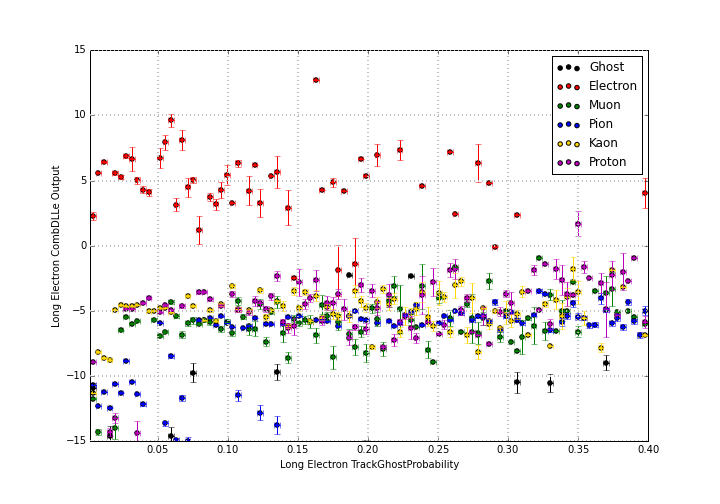 15
10
5
0
−5
−10
−15
0.05
0.10
0.15
0.20
0.25
0.30
0.35
0.40
Long Electron TrackGhostProbability
Long Electron CombDLLe Output
Ghost
Electron
Muon
Pion
Kaon
Proton